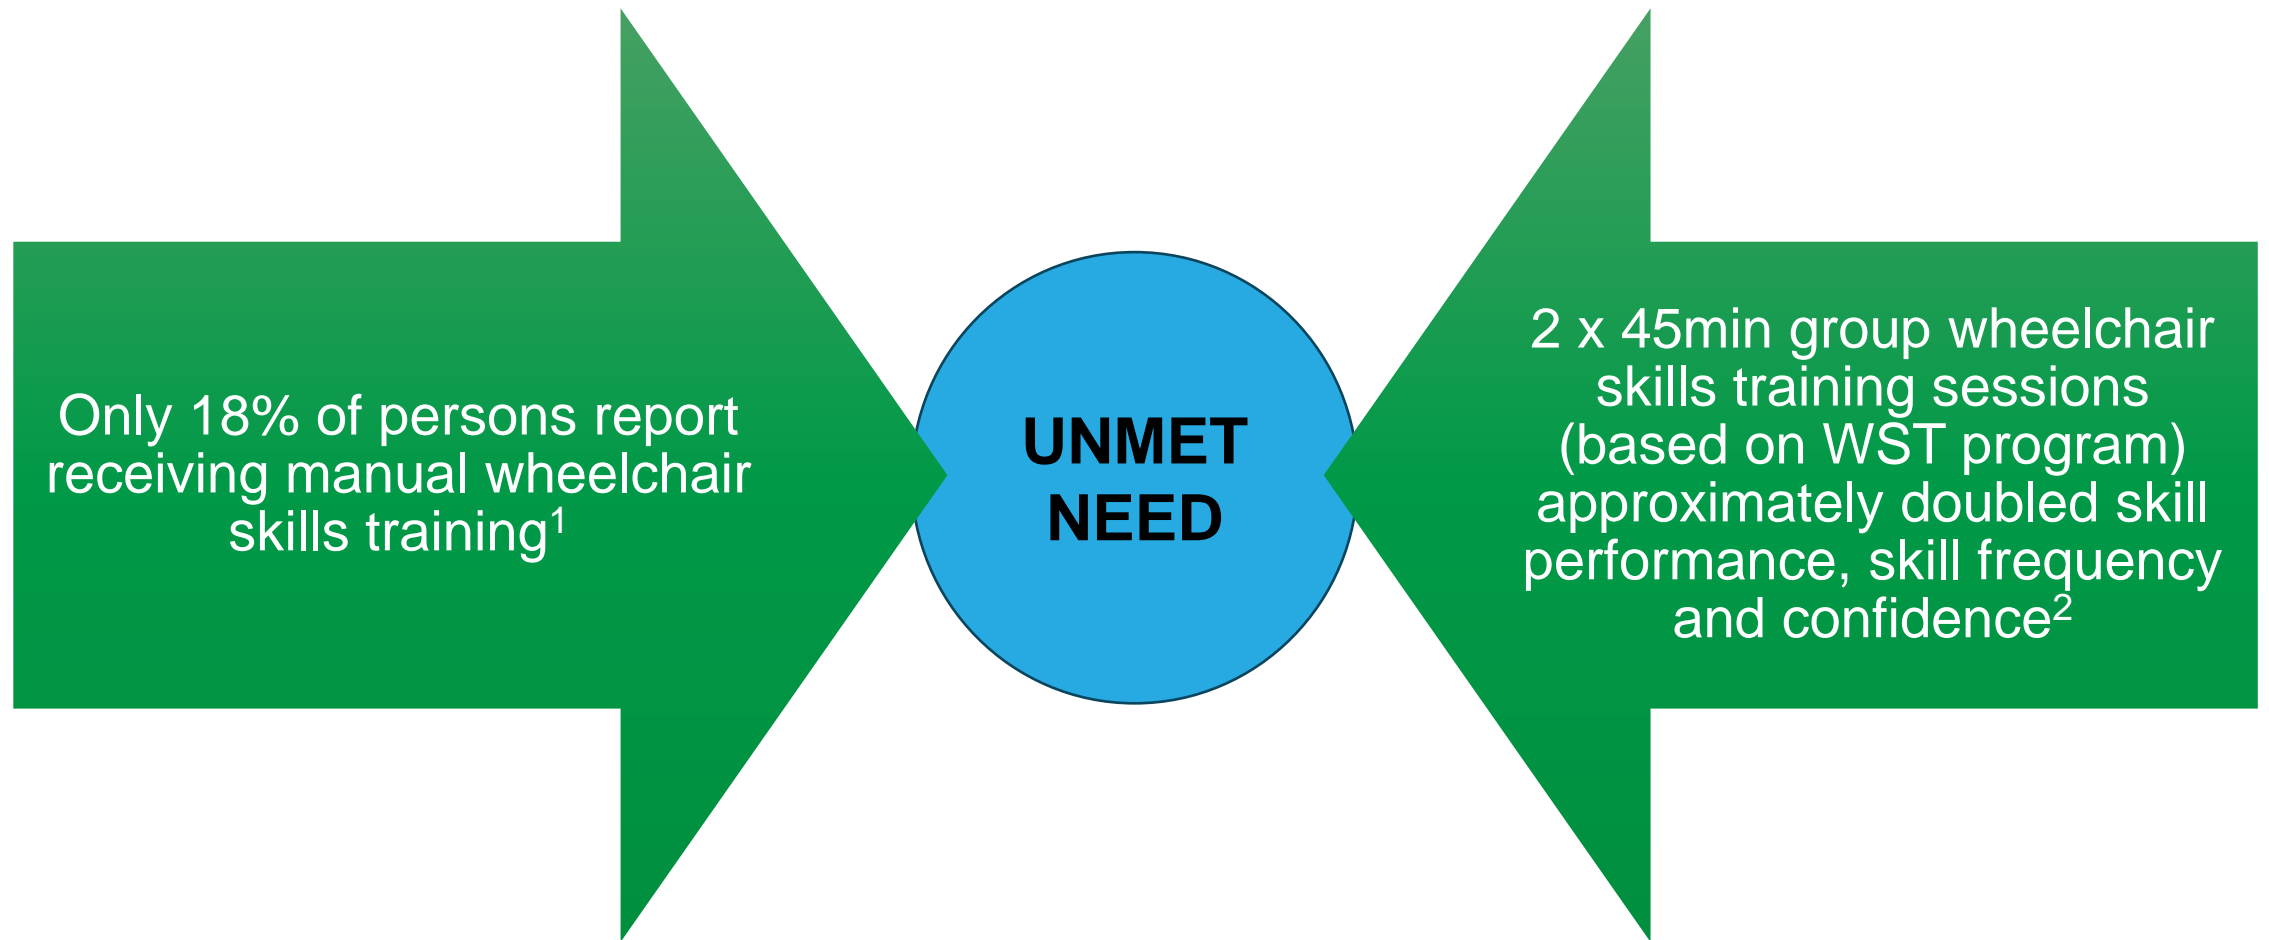 Only 18% of persons report
receiving manual wheelchair
skills training¹
UNMET
NEED
2 x 45min group wheelchair
skills training sessions
(based on WST program)
approximately doubled skill
performance, skill frequency
and confidence²